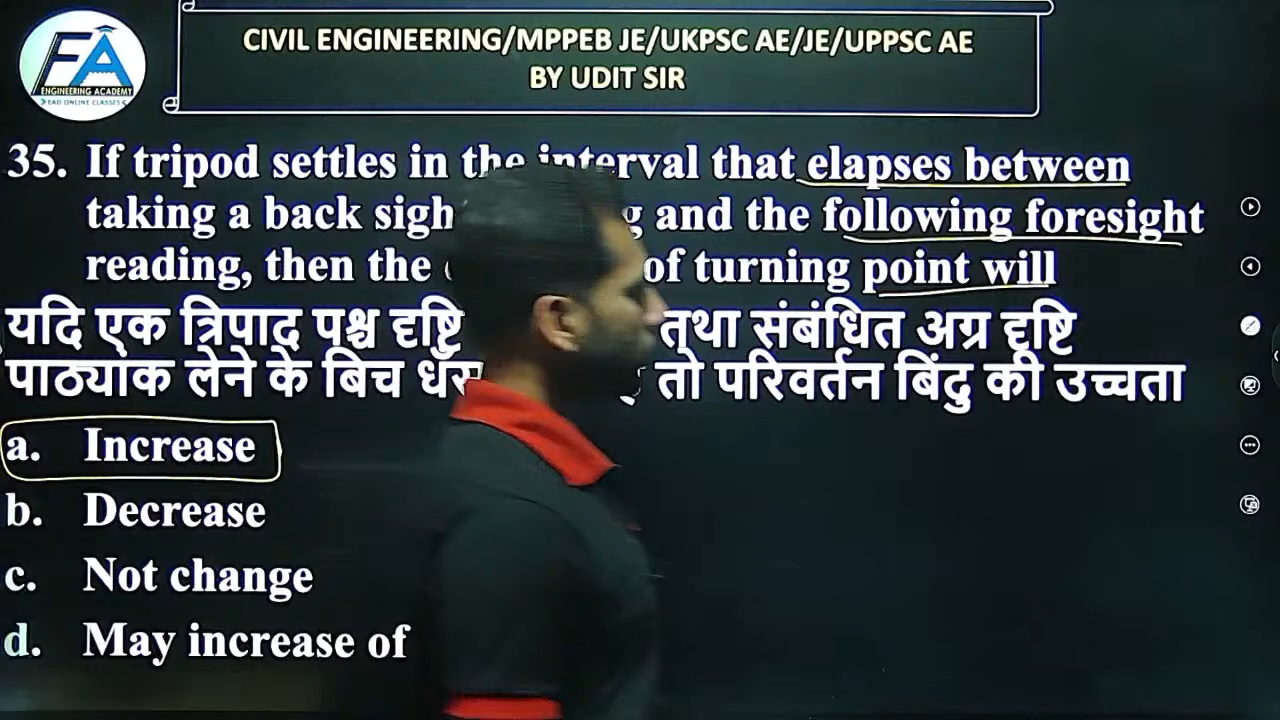 CIVIL ENGINEERING/MPPEB JE/UKPSC AE/JE/UPPSC AE
BY UDIT SIR
EA
ENGINEERING ACADEMY
EAD ONLINE CLASSES
35. If tripod settles in the interval that elapses between
taking a back and the following foresight
reading, then the of turning point will
यदि एक त्रिपाद पश्च दृष्टि तथा संबंधित अग्र दृष्टि
पाठ्यांक लेने के बिच तो परिवर्तन बिंदु की उच्चता
a. Increase
b. Decrease
c. Not change
d. May increase of